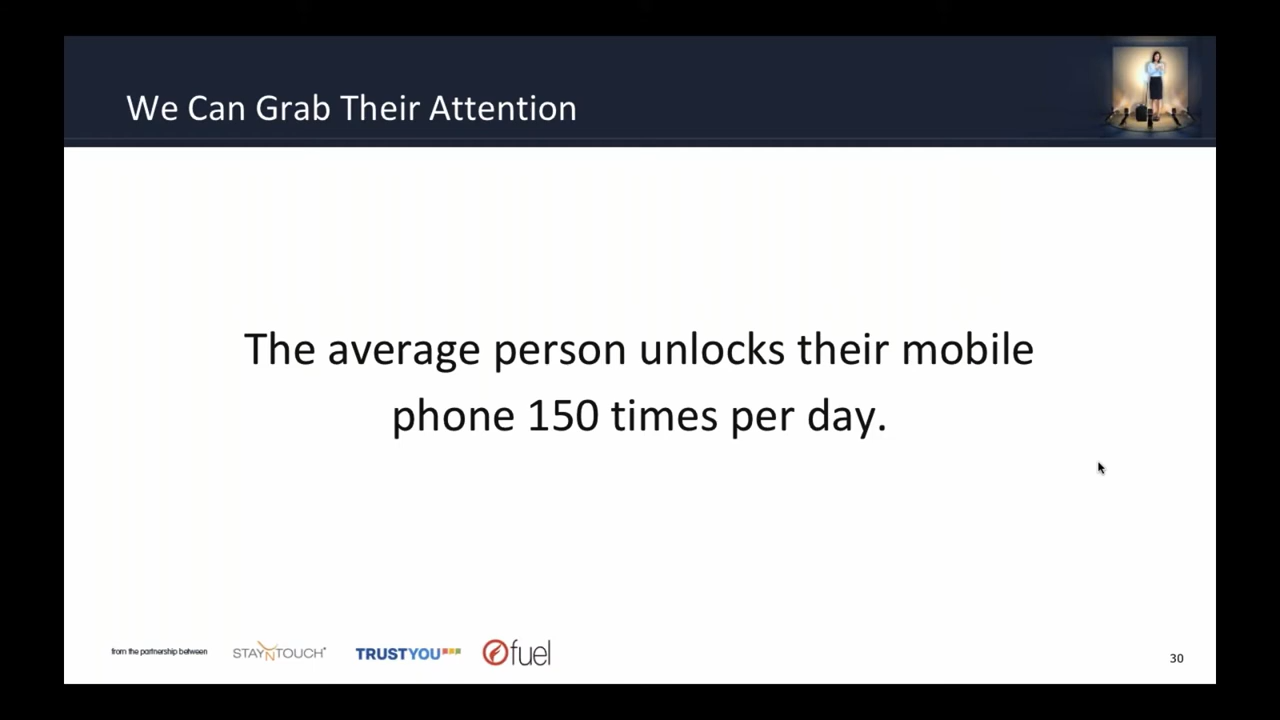 We Can Grab Their Attention
The average person unlocks their mobile
phone 150 times per day.
from the partnership between
STAYNTOUCH
TRUSTYOU
fuel
30